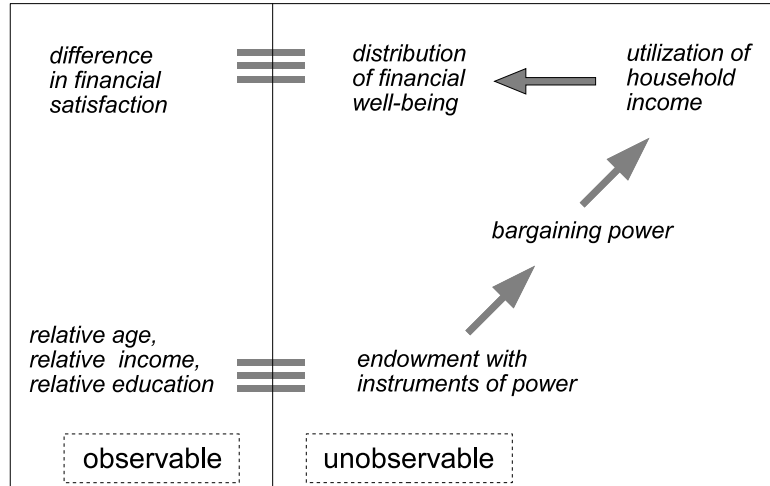 difference
in financial
satisfaction
distribution
of financial
well-being
utilization of
household
income
bargaining power
relative age,
relative income,
relative education
endowment with
instruments of power
observable
unobservable